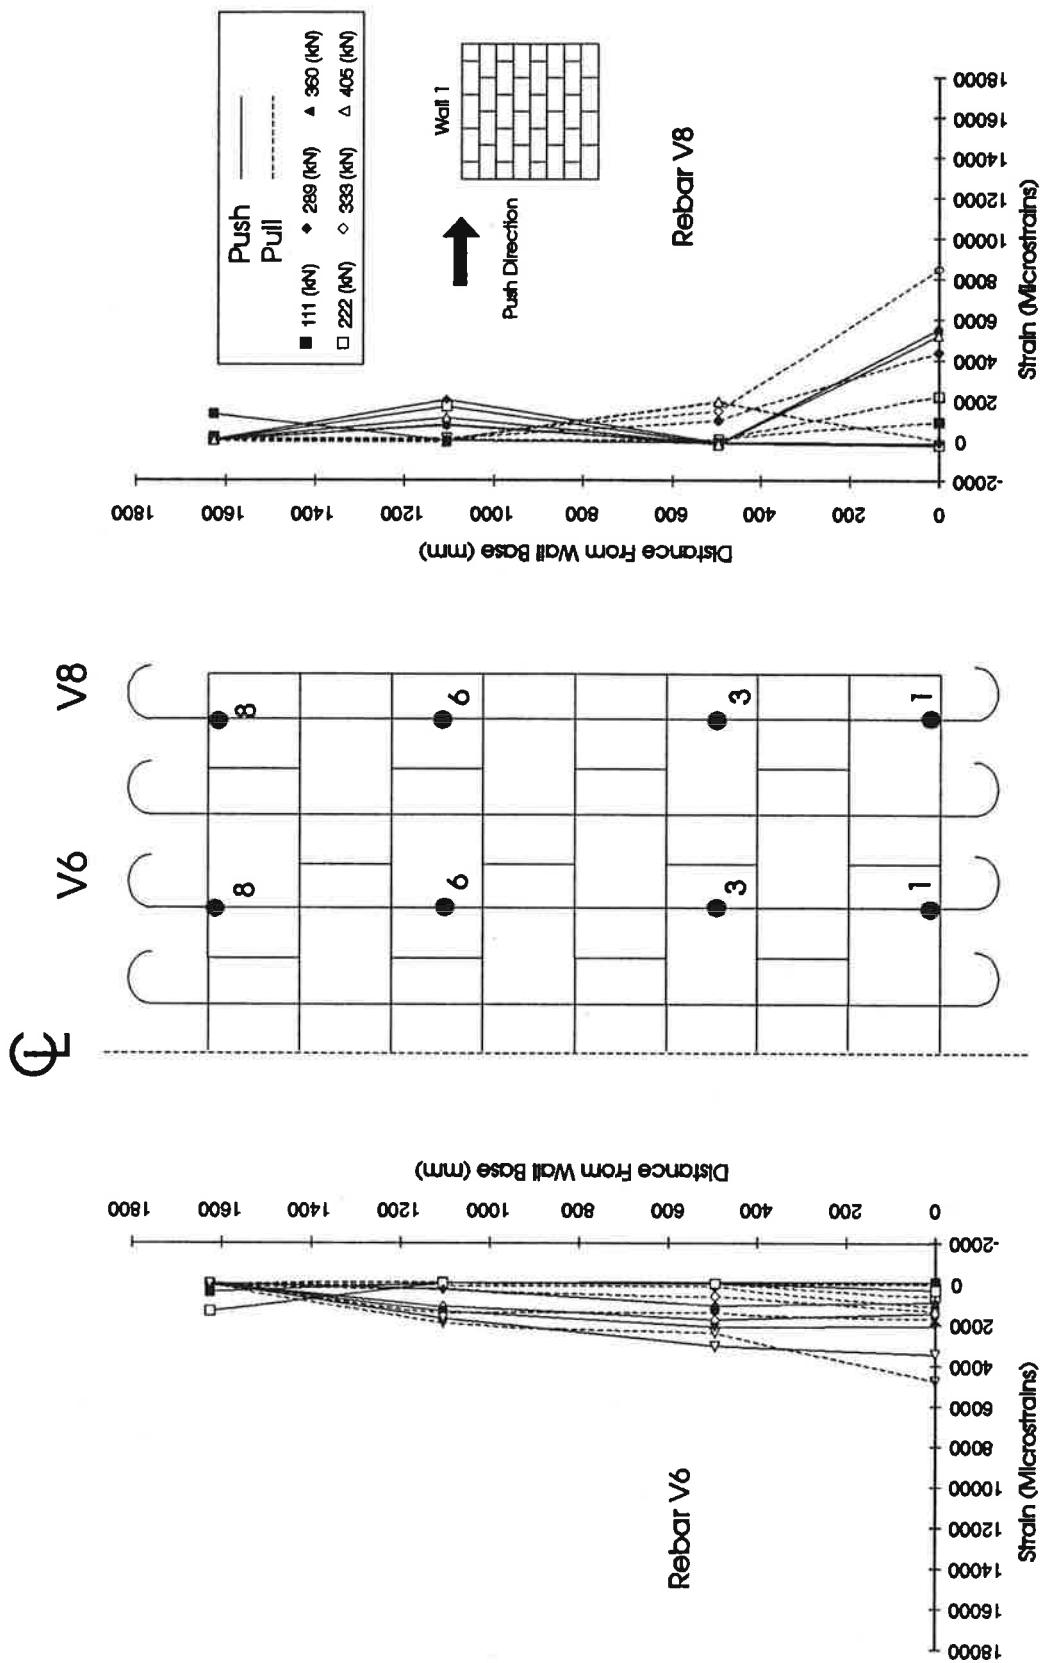 Push
Pull
■ 111 (kN) ◆ 289 (kN) ▲ 360 (kN)
□ 222 (kN) ◇ 333 (kN) △ 405 (kN)
Wall 1
Push Direction
Rebar V8
18000
16000
14000
12000
10000
8000
6000
4000
2000
0
-2000
Strain (Microstrains)
1800 1600 1400 1200 1000 800 600 400 200 0
Distance From Wall Base (mm)
CL
V6 V8
8 8
6 6
3 3
1 1
Distance From Wall Base (mm)
1800 1600 1400 1200 1000 800 600 400 200 0
-2000
0
2000
4000
6000
8000
10000
12000
14000
16000
18000
Strain (Microstrains)
Rebar V6